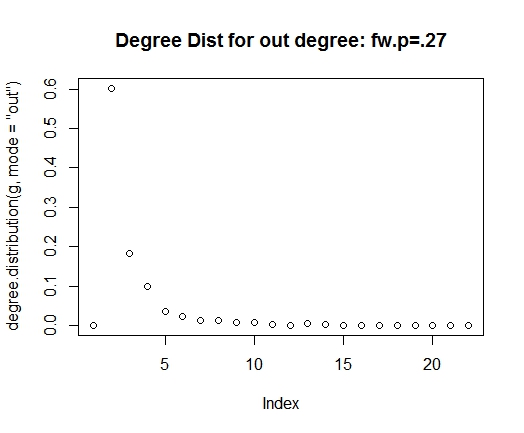 Degree Dist for out degree: fw.p=.27
degree.distribution(g, mode = "out")
0.6
0.5
0.4
0.3
0.2
0.1
0.0
5 10 15 20
Index